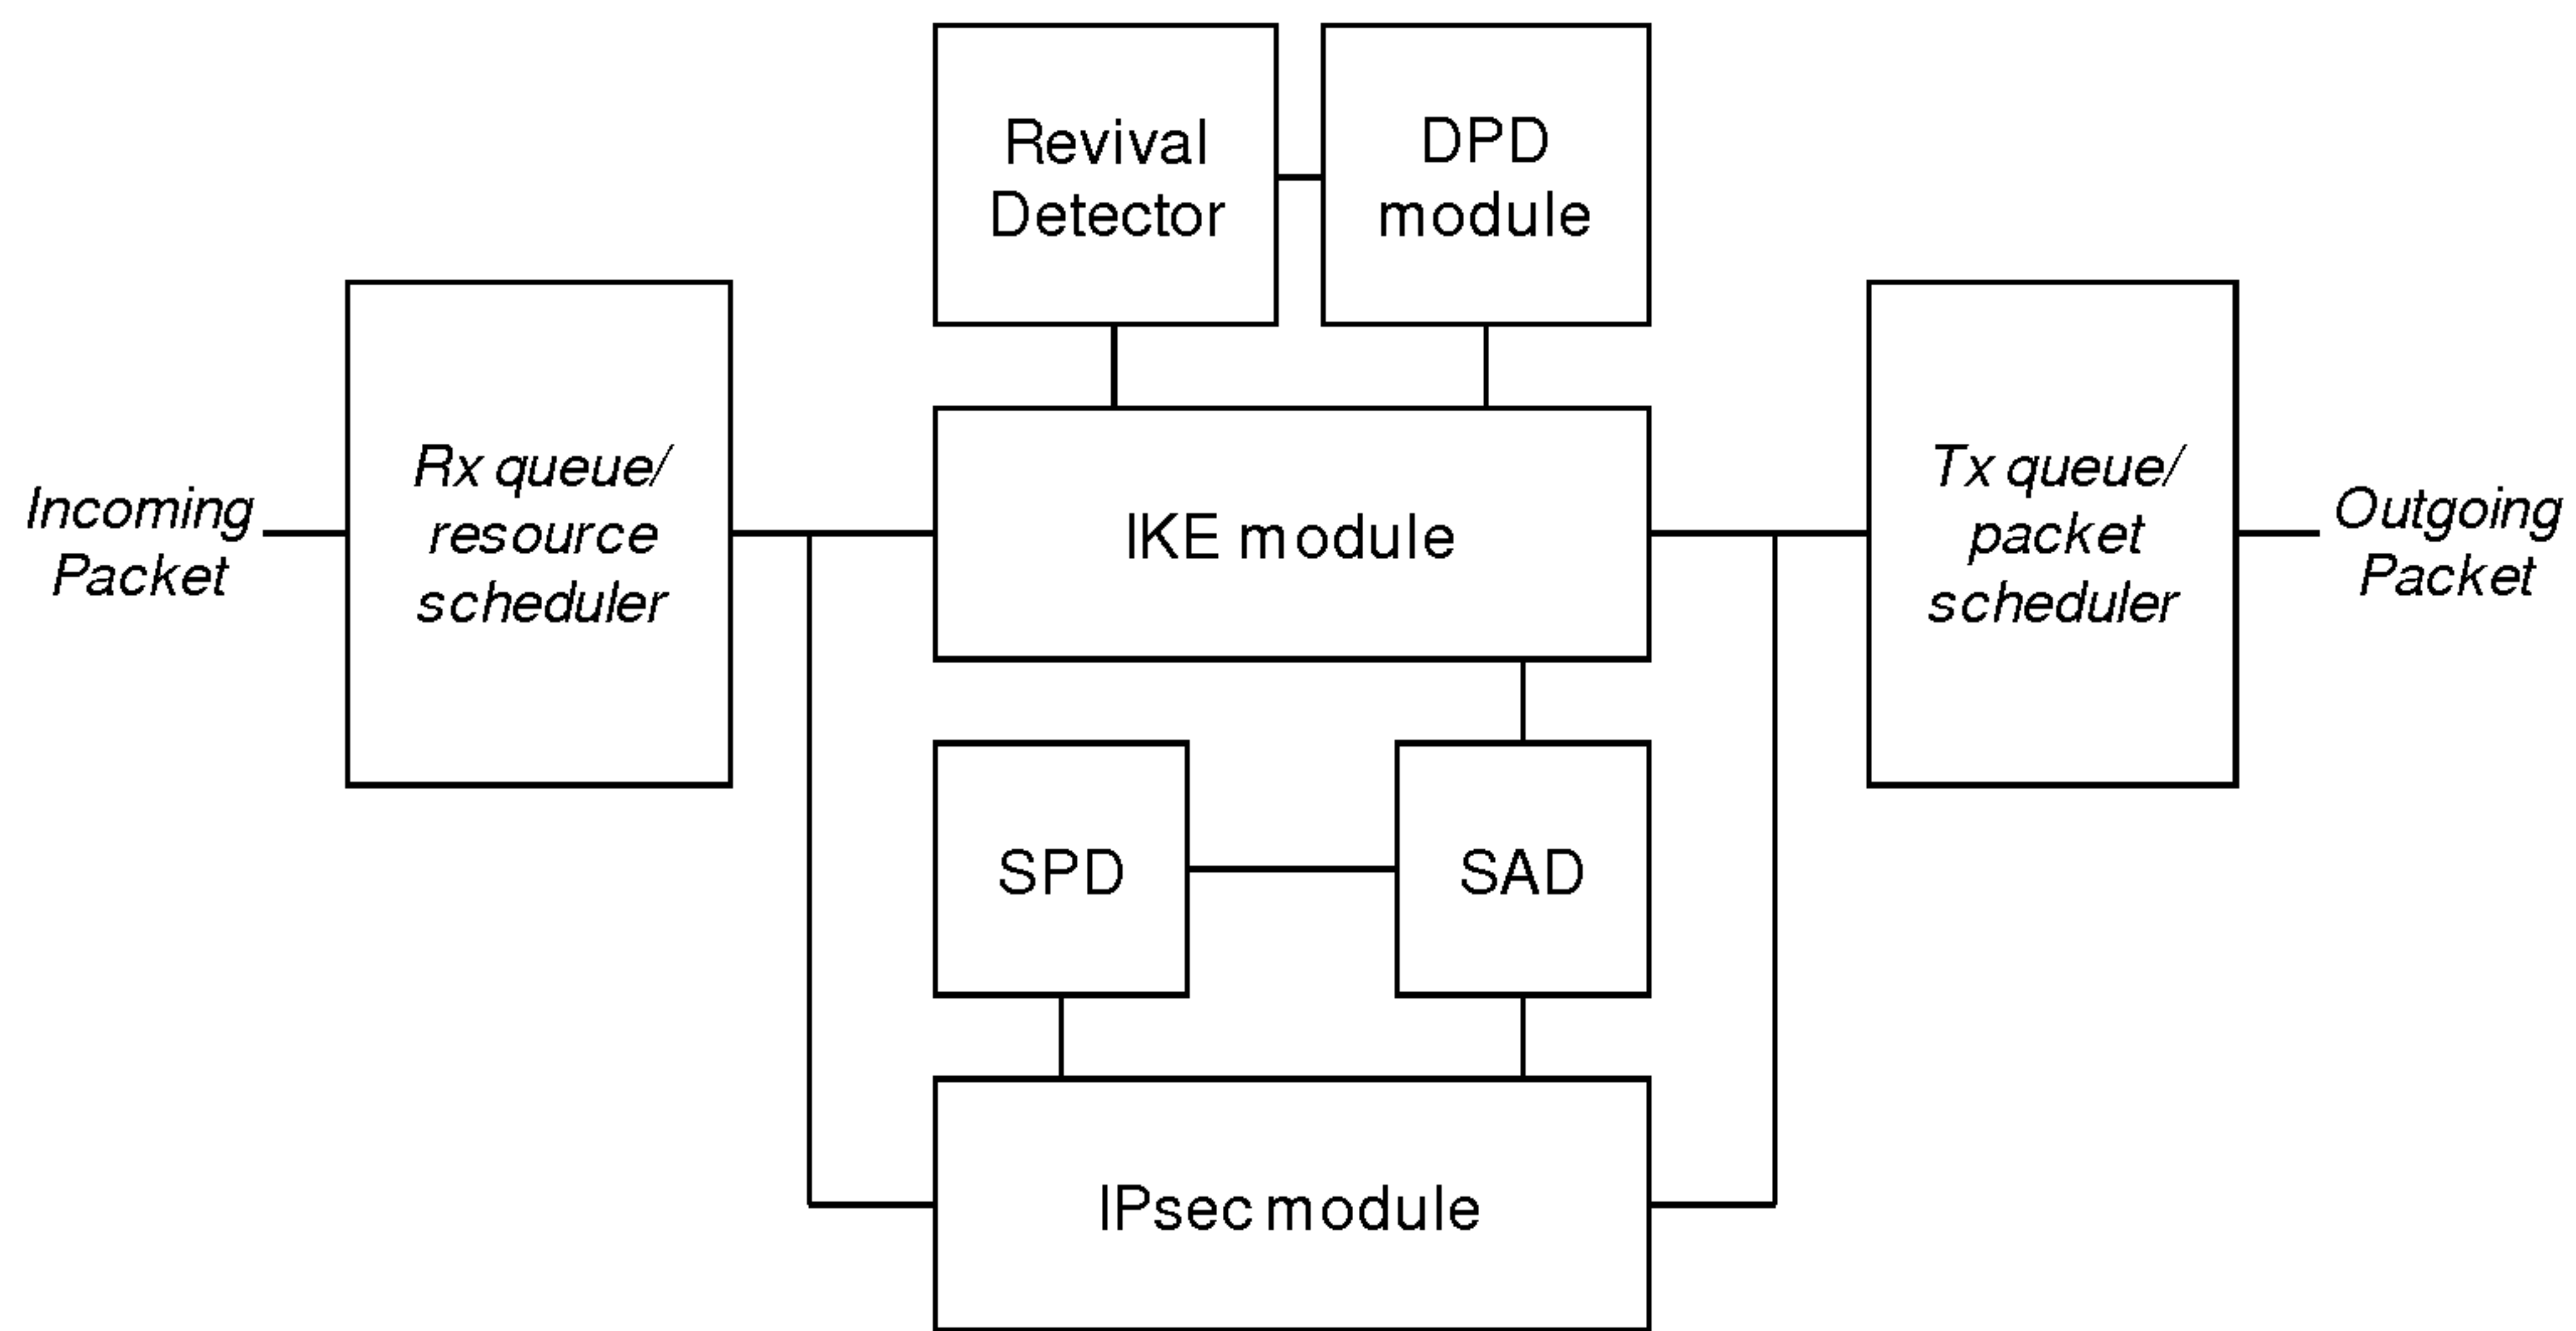 Revival
Detector
DPD
module
Incoming
Packet
Rx queue/
resource
scheduler
IKE module
Tx queue/
packet
scheduler
Outgoing
Packet
SPD
SAD
IPsec module